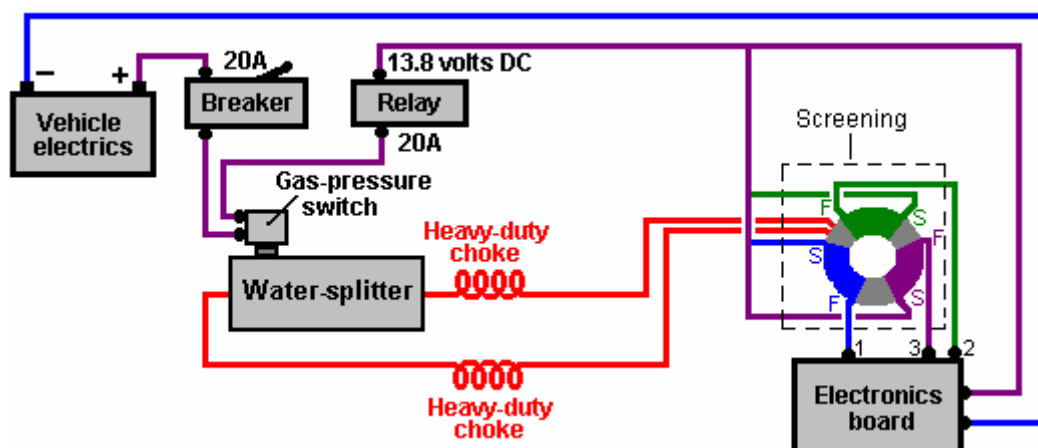 – +
20A
13.8 volts DC
Breaker
Relay
Vehicle
electrics
20A
Screening
Gas-pressure
switch
F
S
F
S
S
F
Heavy-duty
choke
Water-splitter
1 3 2
Heavy-duty
choke
Electronics
board